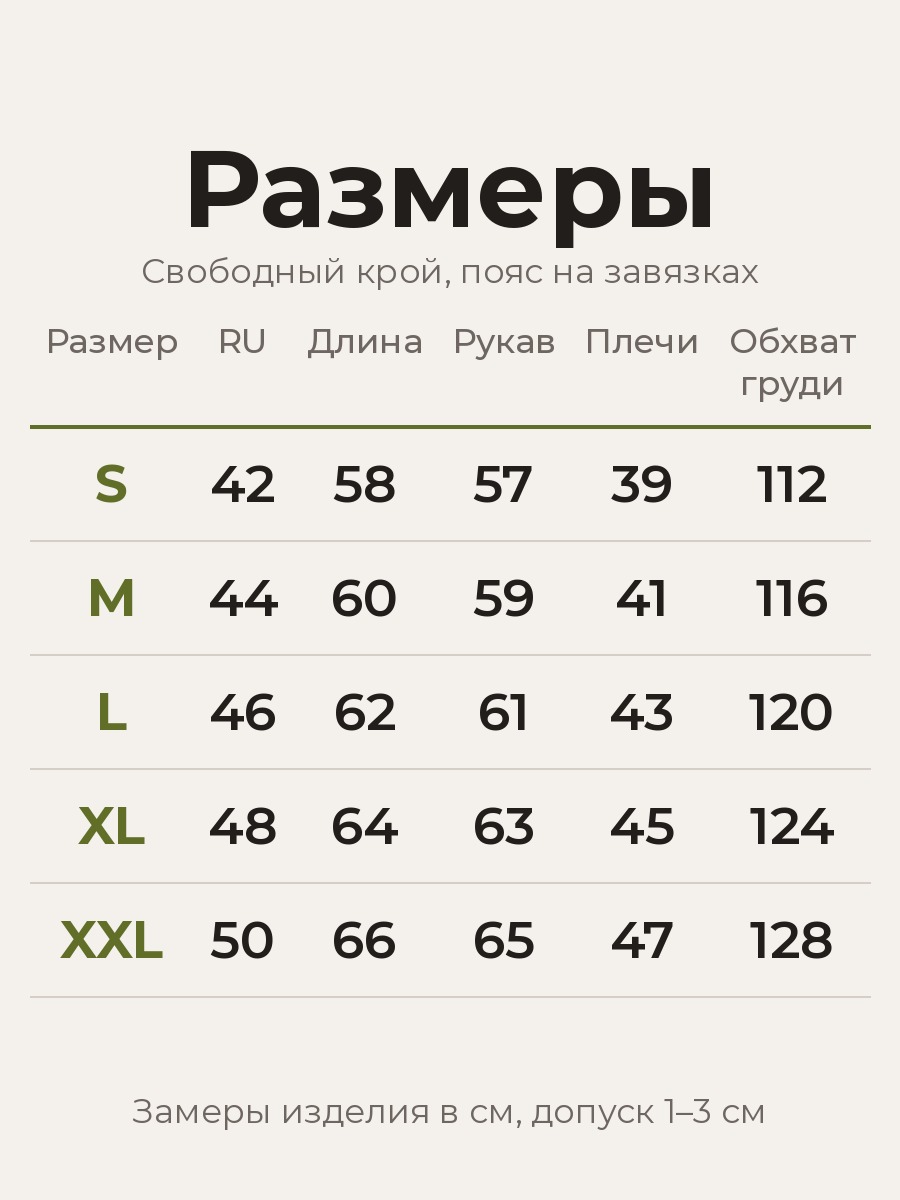 Размеры
Свободный крой, пояс на завязках
Размер RU Длина Рукав Плечи Обхват груди
S 42 58 57 39 112
M 44 60 59 41 116
L 46 62 61 43 120
XL 48 64 63 45 124
XXL 50 66 65 47 128
Замеры изделия в см, допуск 1–3 см